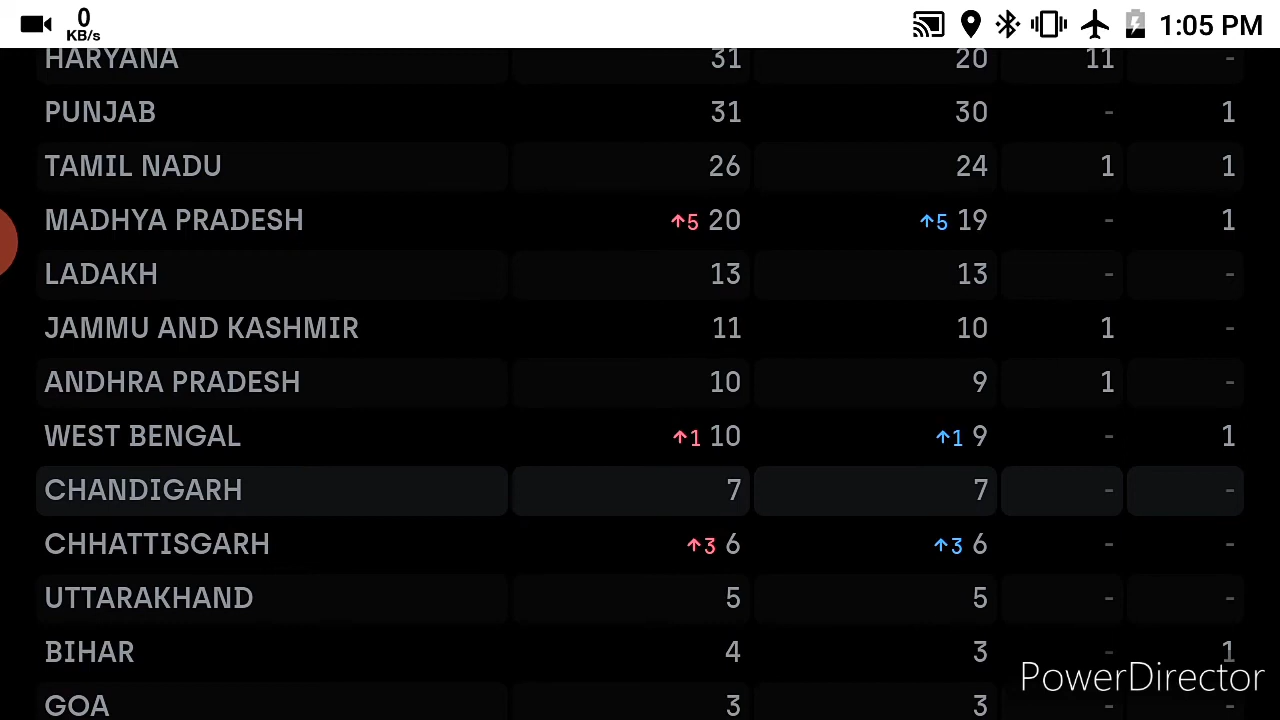 0
KB/s
1:05 PM
HARYANA 31 20 11 -
PUNJAB 31 30 - 1
TAMIL NADU 26 24 1 1
MADHYA PRADESH ↑5 20 ↑5 19 - 1
LADAKH 13 13 - -
JAMMU AND KASHMIR 11 10 1 -
ANDHRA PRADESH 10 9 1 -
WEST BENGAL ↑1 10 ↑1 9 - 1
CHANDIGARH 7 7 - -
CHHATTISGARH ↑3 6 ↑3 6 - -
UTTARAKHAND 5 5 - -
BIHAR 4 3 - 1
PowerDirector
GOA 3 3 - -